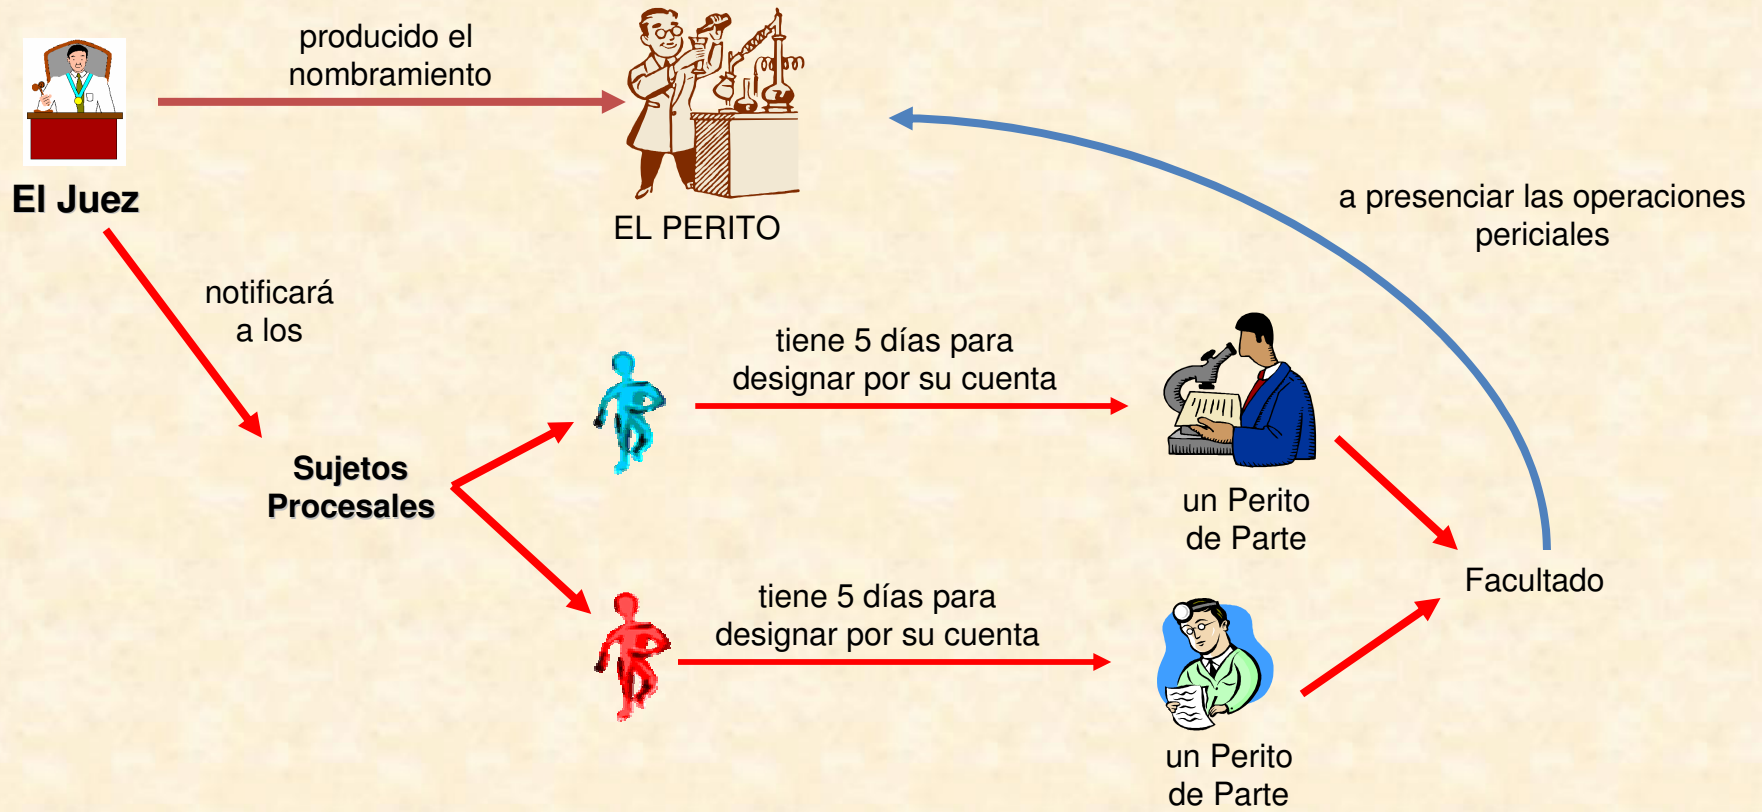 producido el
nombramiento
El Juez
EL PERITO
a presenciar las operaciones
periciales
notificará
a los
tiene 5 días para
designar por su cuenta
Sujetos
Procesales
un Perito
de Parte
Facultado
tiene 5 días para
designar por su cuenta
un Perito
de Parte